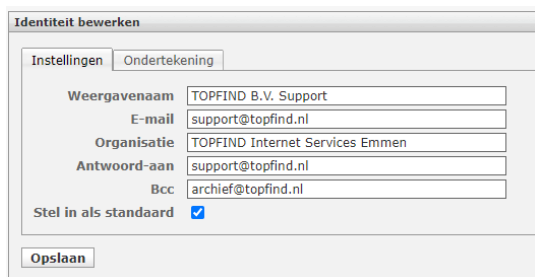 Identiteit bewerken
Instellingen Ondertekening
Weergavenaam TOPFIND B.V. Support
E-mail support@topfind.nl
Organisatie TOPFIND Internet Services Emmen
Antwoord-aan support@topfind.nl
Bcc archief@topfind.nl
Stel in als standaard
Opslaan